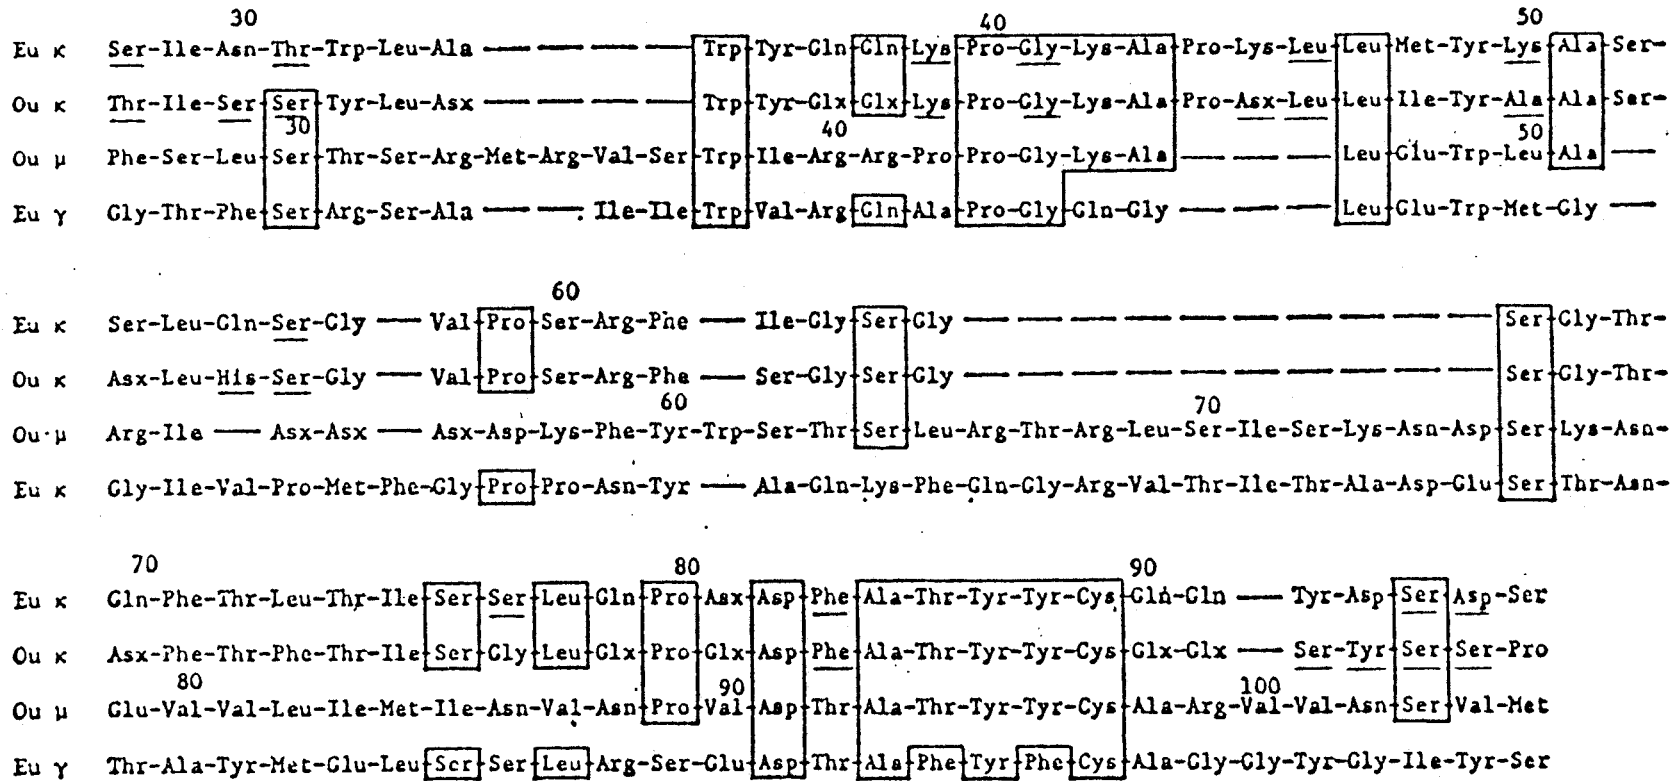 30 40 50
Eu κ Ser-Ile-Asn-Thr-Trp-Leu-Ala — — — — Trp-Tyr-Gln-Gln-Lys-Pro-Gly-Lys-Ala-Pro-Lys-Leu-Leu-Met-Tyr-Lys-Ala-Ser-
Ou κ Thr-Ile-Ser-Ser-Tyr-Leu-Asx — — — — Trp-Tyr-Glx-Glx-Lys-Pro-Gly-Lys-Ala-Pro-Asx-Leu-Leu-Ile-Tyr-Ala-Ala-Ser-
30 40 50
Ou μ Phe-Ser-Leu-Ser-Thr-Ser-Arg-Met-Arg-Val-Ser-Trp-Ile-Arg-Arg-Pro-Pro-Gly-Lys-Ala — — — Leu-Glu-Trp-Leu-Ala —
Eu γ Gly-Thr-Phe-Ser-Arg-Ser-Ala — — Ile-Ile-Trp-Val-Arg-Gln-Ala-Pro-Gly-Gln-Gly — — — Leu-Glu-Trp-Met-Gly —
60
Eu κ Ser-Leu-Gln-Ser-Gly — Val-Pro-Ser-Arg-Phe — Ile-Gly-Ser-Gly — — — — — — — — — — Ser-Gly-Thr-
Ou κ Asx-Leu-His-Ser-Gly — Val-Pro-Ser-Arg-Phe — Ser-Gly-Ser-Gly — — — — — — — — — — Ser-Gly-Thr-
60 70
Ou μ Arg-Ile — Asx-Asx — Asx-Asp-Lys-Phe-Tyr-Trp-Ser-Thr-Ser-Leu-Arg-Thr-Arg-Leu-Ser-Ile-Ser-Lys-Asn-Asp-Ser-Lys-Asn-
Eu κ Gly-Ile-Val-Pro-Met-Phe-Gly-Pro-Pro-Asn-Tyr — Ala-Gln-Lys-Phe-Gln-Gly-Arg-Val-Thr-Ile-Thr-Ala-Asp-Glu-Ser-Thr-Asn-
70 80 90
Eu κ Gln-Phe-Thr-Leu-Thr-Ile-Ser-Ser-Leu-Gln-Pro-Asx-Asp-Phe-Ala-Thr-Tyr-Tyr-Cys-Gln-Gln — Tyr-Asp-Ser-Asp-Ser
Ou κ Asx-Phe-Thr-Phe-Thr-Ile-Ser-Gly-Leu-Glx-Pro-Glx-Asp-Phe-Ala-Thr-Tyr-Tyr-Cys-Glx-Glx — Ser-Tyr-Ser-Ser-Pro
80 90 100
Ou μ Glu-Val-Val-Leu-Ile-Met-Ile-Asn-Val-Asn-Pro-Val-Asp-Thr-Ala-Thr-Tyr-Tyr-Cys-Ala-Arg-Val-Val-Asn-Ser-Val-Met
Eu γ Thr-Ala-Tyr-Met-Glu-Leu-Ser-Ser-Leu-Arg-Ser-Glu-Asp-Thr-Ala-Phe-Tyr-Phe-Cys-Ala-Gly-Gly-Tyr-Gly-Ile-Tyr-Ser